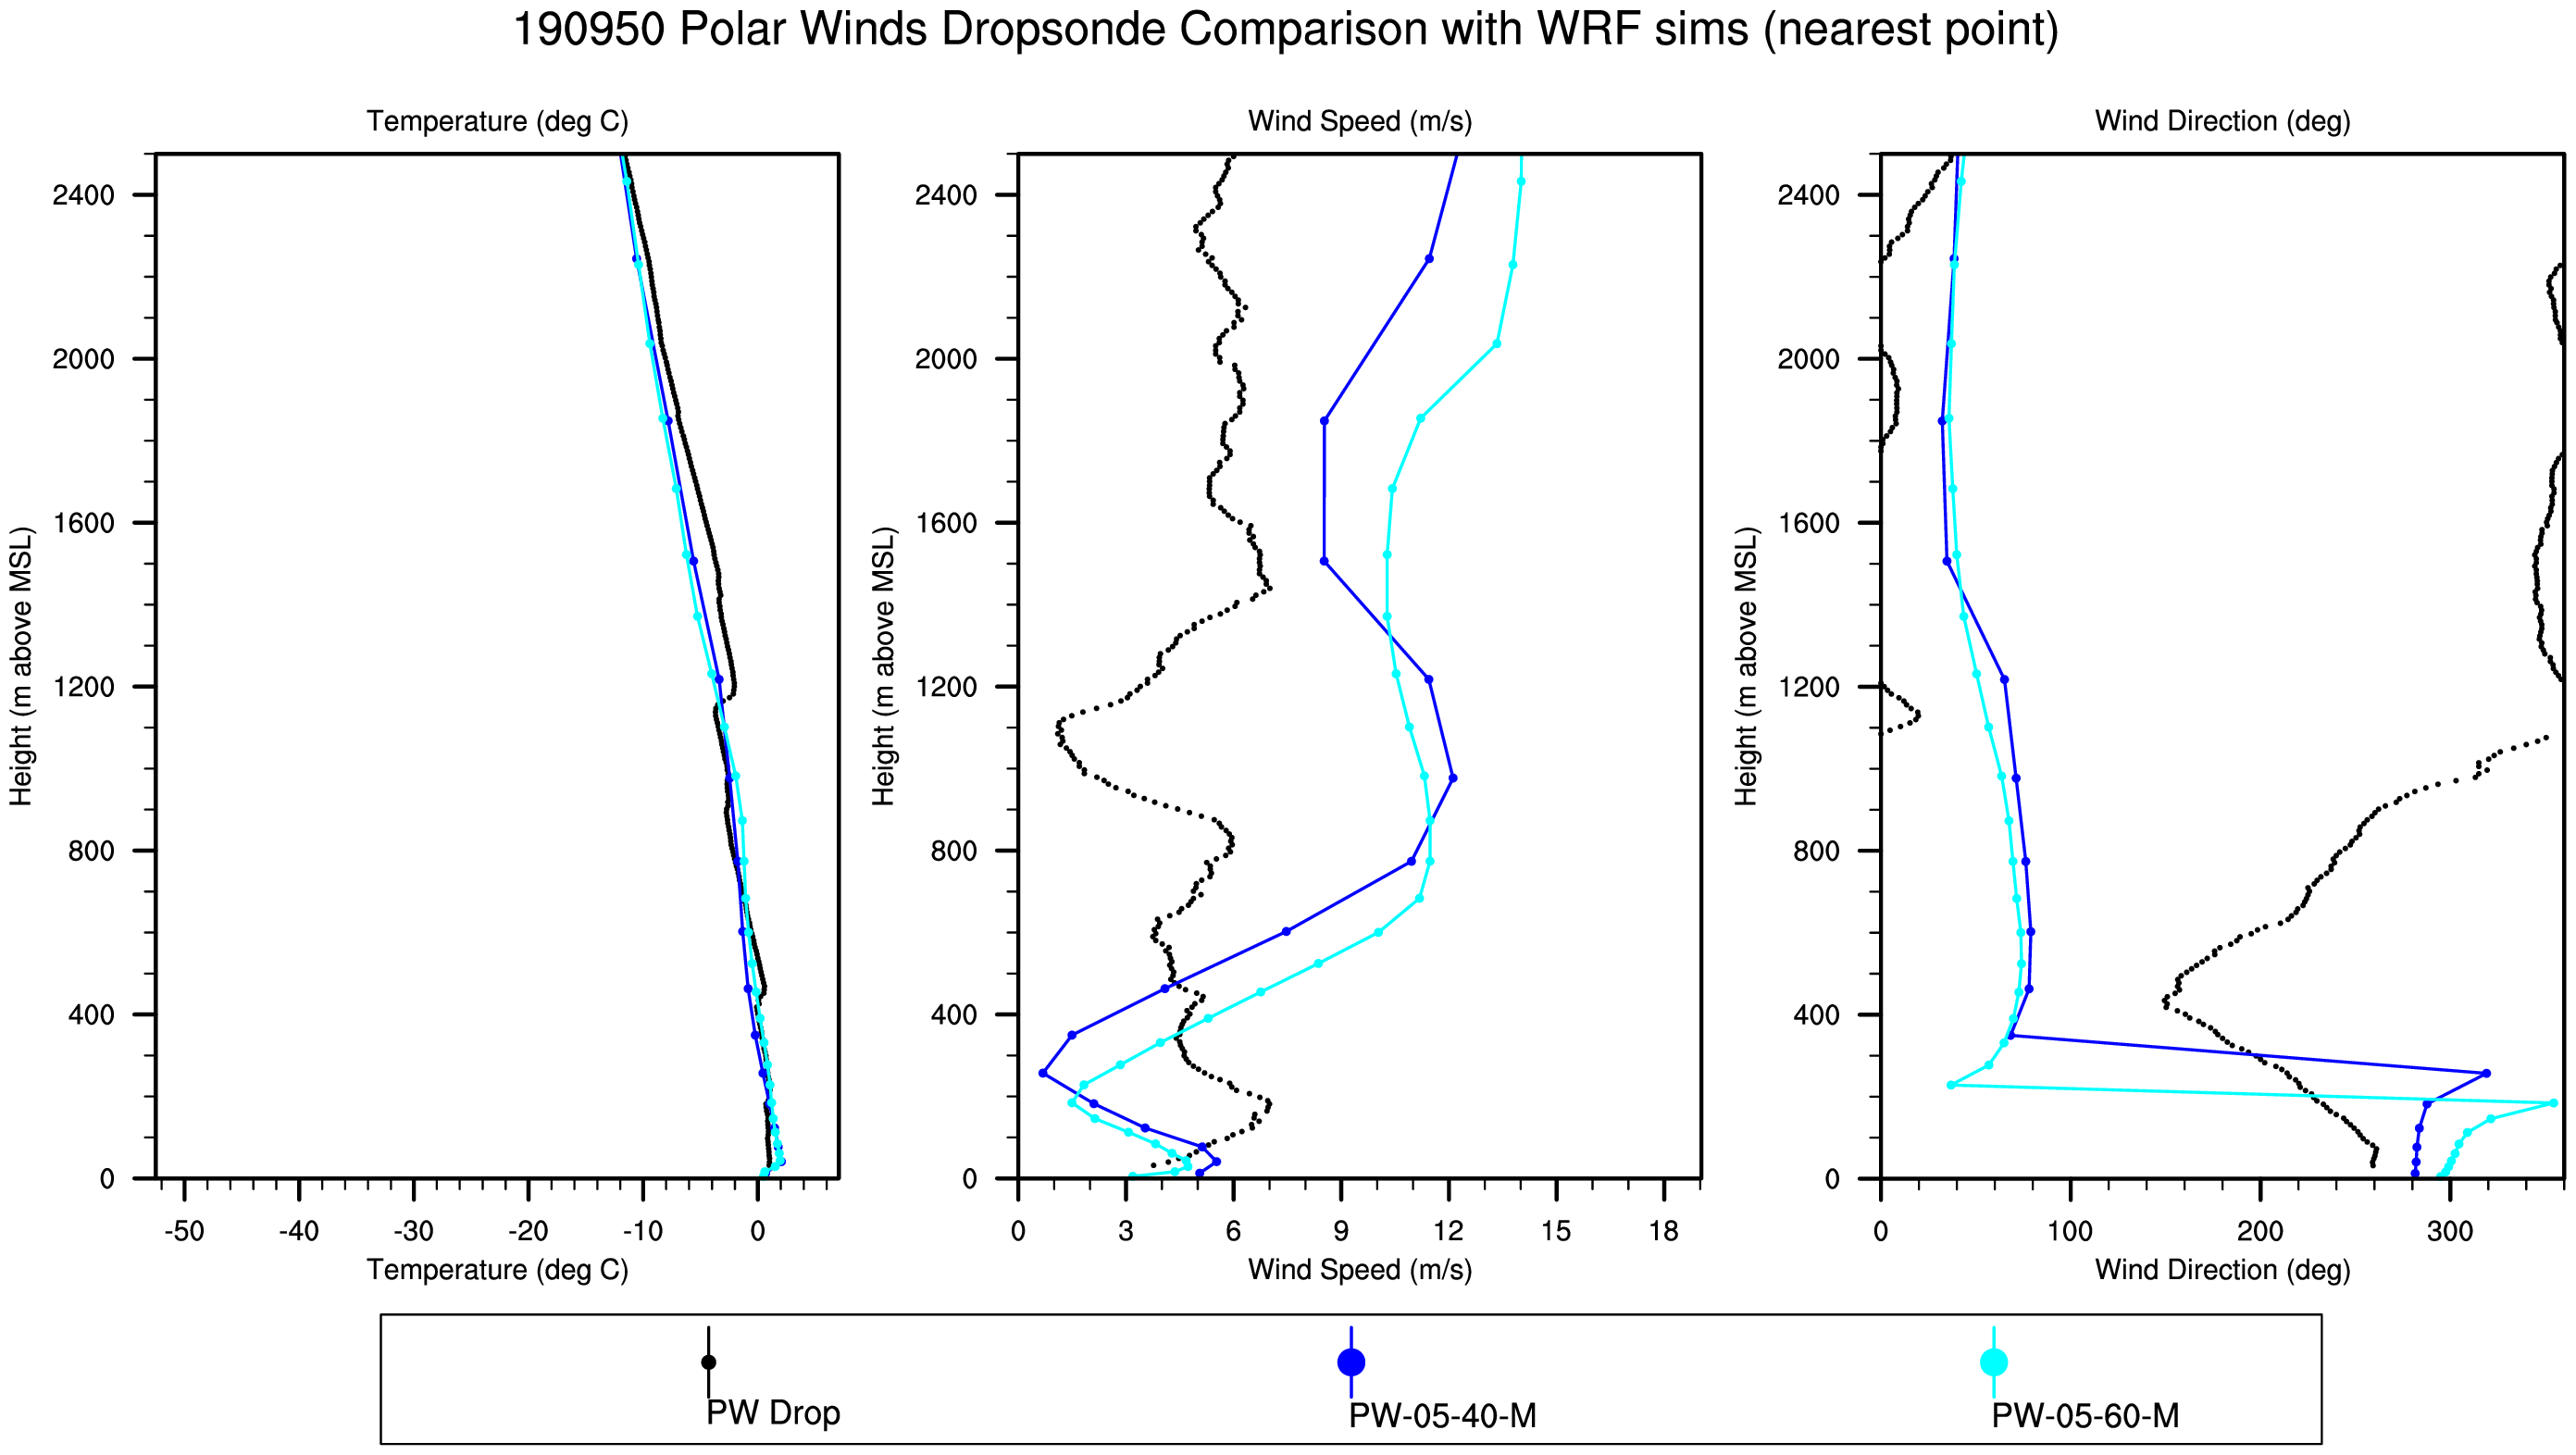 190950 Polar Winds Dropsonde Comparison with WRF sims (nearest point)
Temperature (deg C)
Wind Speed (m/s)
Wind Direction (deg)
Height (m above MSL)
2400
2000
1600
1200
800
400
0
-50 -40 -30 -20 -10 0
Temperature (deg C)
Height (m above MSL)
2400
2000
1600
1200
800
400
0
0 3 6 9 12 15 18
Wind Speed (m/s)
Height (m above MSL)
2400
2000
1600
1200
800
400
0
0 100 200 300
Wind Direction (deg)
PW Drop
PW-05-40-M
PW-05-60-M